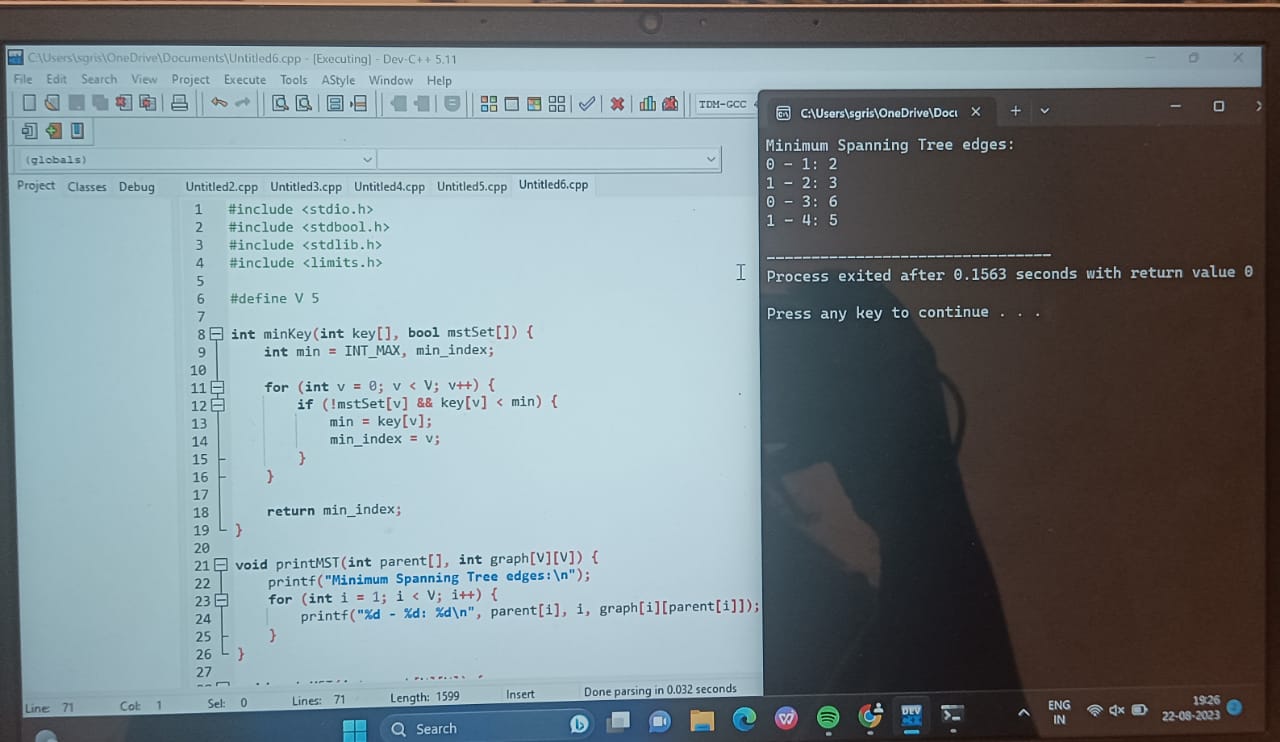 C:\Users\sgris\OneDrive\Documents\Untitled6.cpp - [Executing] - Dev-C++ 5.11
File Edit Search View Project Execute Tools AStyle Window Help
TDM-GCC 4
(globals)
Project Classes Debug
Untitled2.cpp Untitled3.cpp Untitled4.cpp Untitled5.cpp Untitled6.cpp
1 #include <stdio.h>
2 #include <stdbool.h>
3 #include <stdlib.h>
4 #include <limits.h>
5
6 #define V 5
7
8 int minKey(int key[], bool mstSet[]) {
9 int min = INT_MAX, min_index;
10
11 for (int v = 0; v < V; v++) {
12 if (!mstSet[v] && key[v] < min) {
13 min = key[v];
14 min_index = v;
15 }
16 }
17
18 return min_index;
19 }
20
21 void printMST(int parent[], int graph[V][V]) {
22 printf("Minimum Spanning Tree edges:\n");
23 for (int i = 1; i < V; i++) {
24 printf("%d - %d: %d\n", parent[i], i, graph[i][parent[i]]);
25 }
26 }
27
C:\Users\sgris\OneDrive\Docu
Minimum Spanning Tree edges:
0 - 1: 2
1 - 2: 3
0 - 3: 6
1 - 4: 5
--------------------------------
Process exited after 0.1563 seconds with return value 0
Press any key to continue . . .
Line: 71 Col: 1 Sel: 0 Lines: 71 Length: 1599 Insert Done parsing in 0.032 seconds
Search
DEV
ENG
IN
19:26
22-08-2023